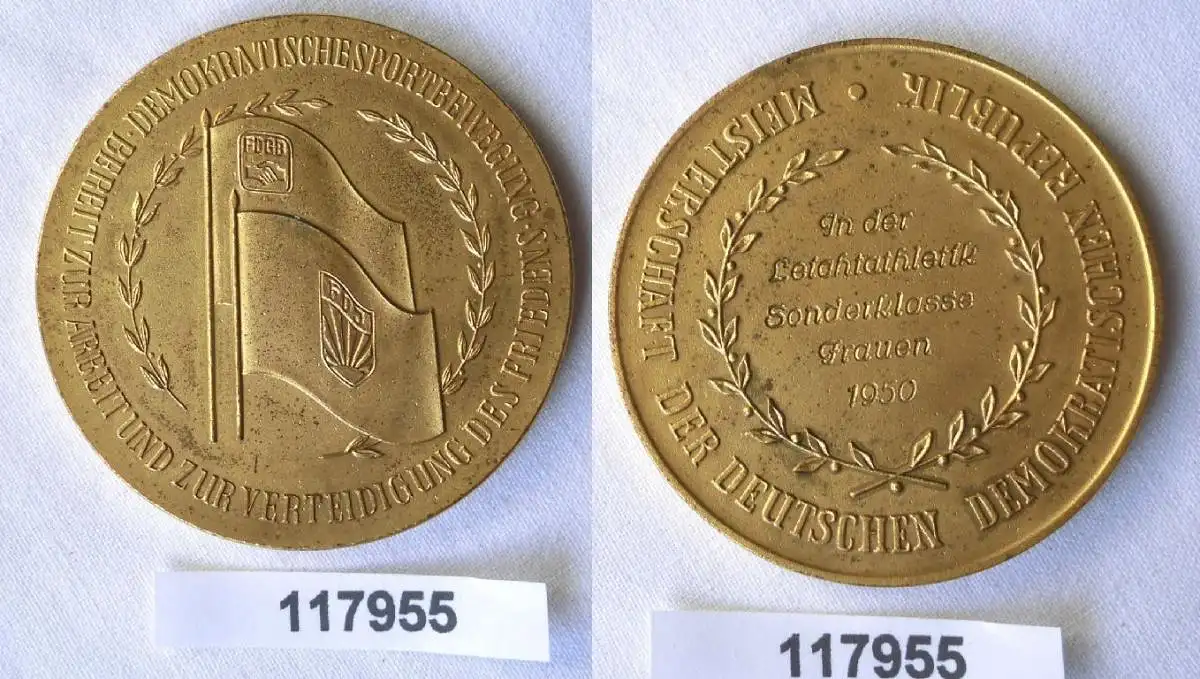 BEREIT ZUR ARBEIT UND ZUR VERTEIDIGUNG DES FRIEDENS · DEMOKRATISCHE SPORTBEWEGUNG ·
FDGB
FDJ
117955
MEISTERSCHAFT DER DEUTSCHEN DEMOKRATISCHEN REPUBLIK •
In der
Leichtathletik
Sonderklasse
Frauen
1950
117955